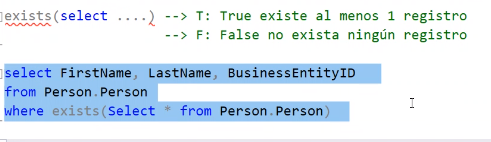 exists(select ....) --> T: True existe al menos 1 registro
--> F: False no exista ningún registro
select FirstName, LastName, BusinessEntityID
from Person.Person
where exists(Select * from Person.Person)